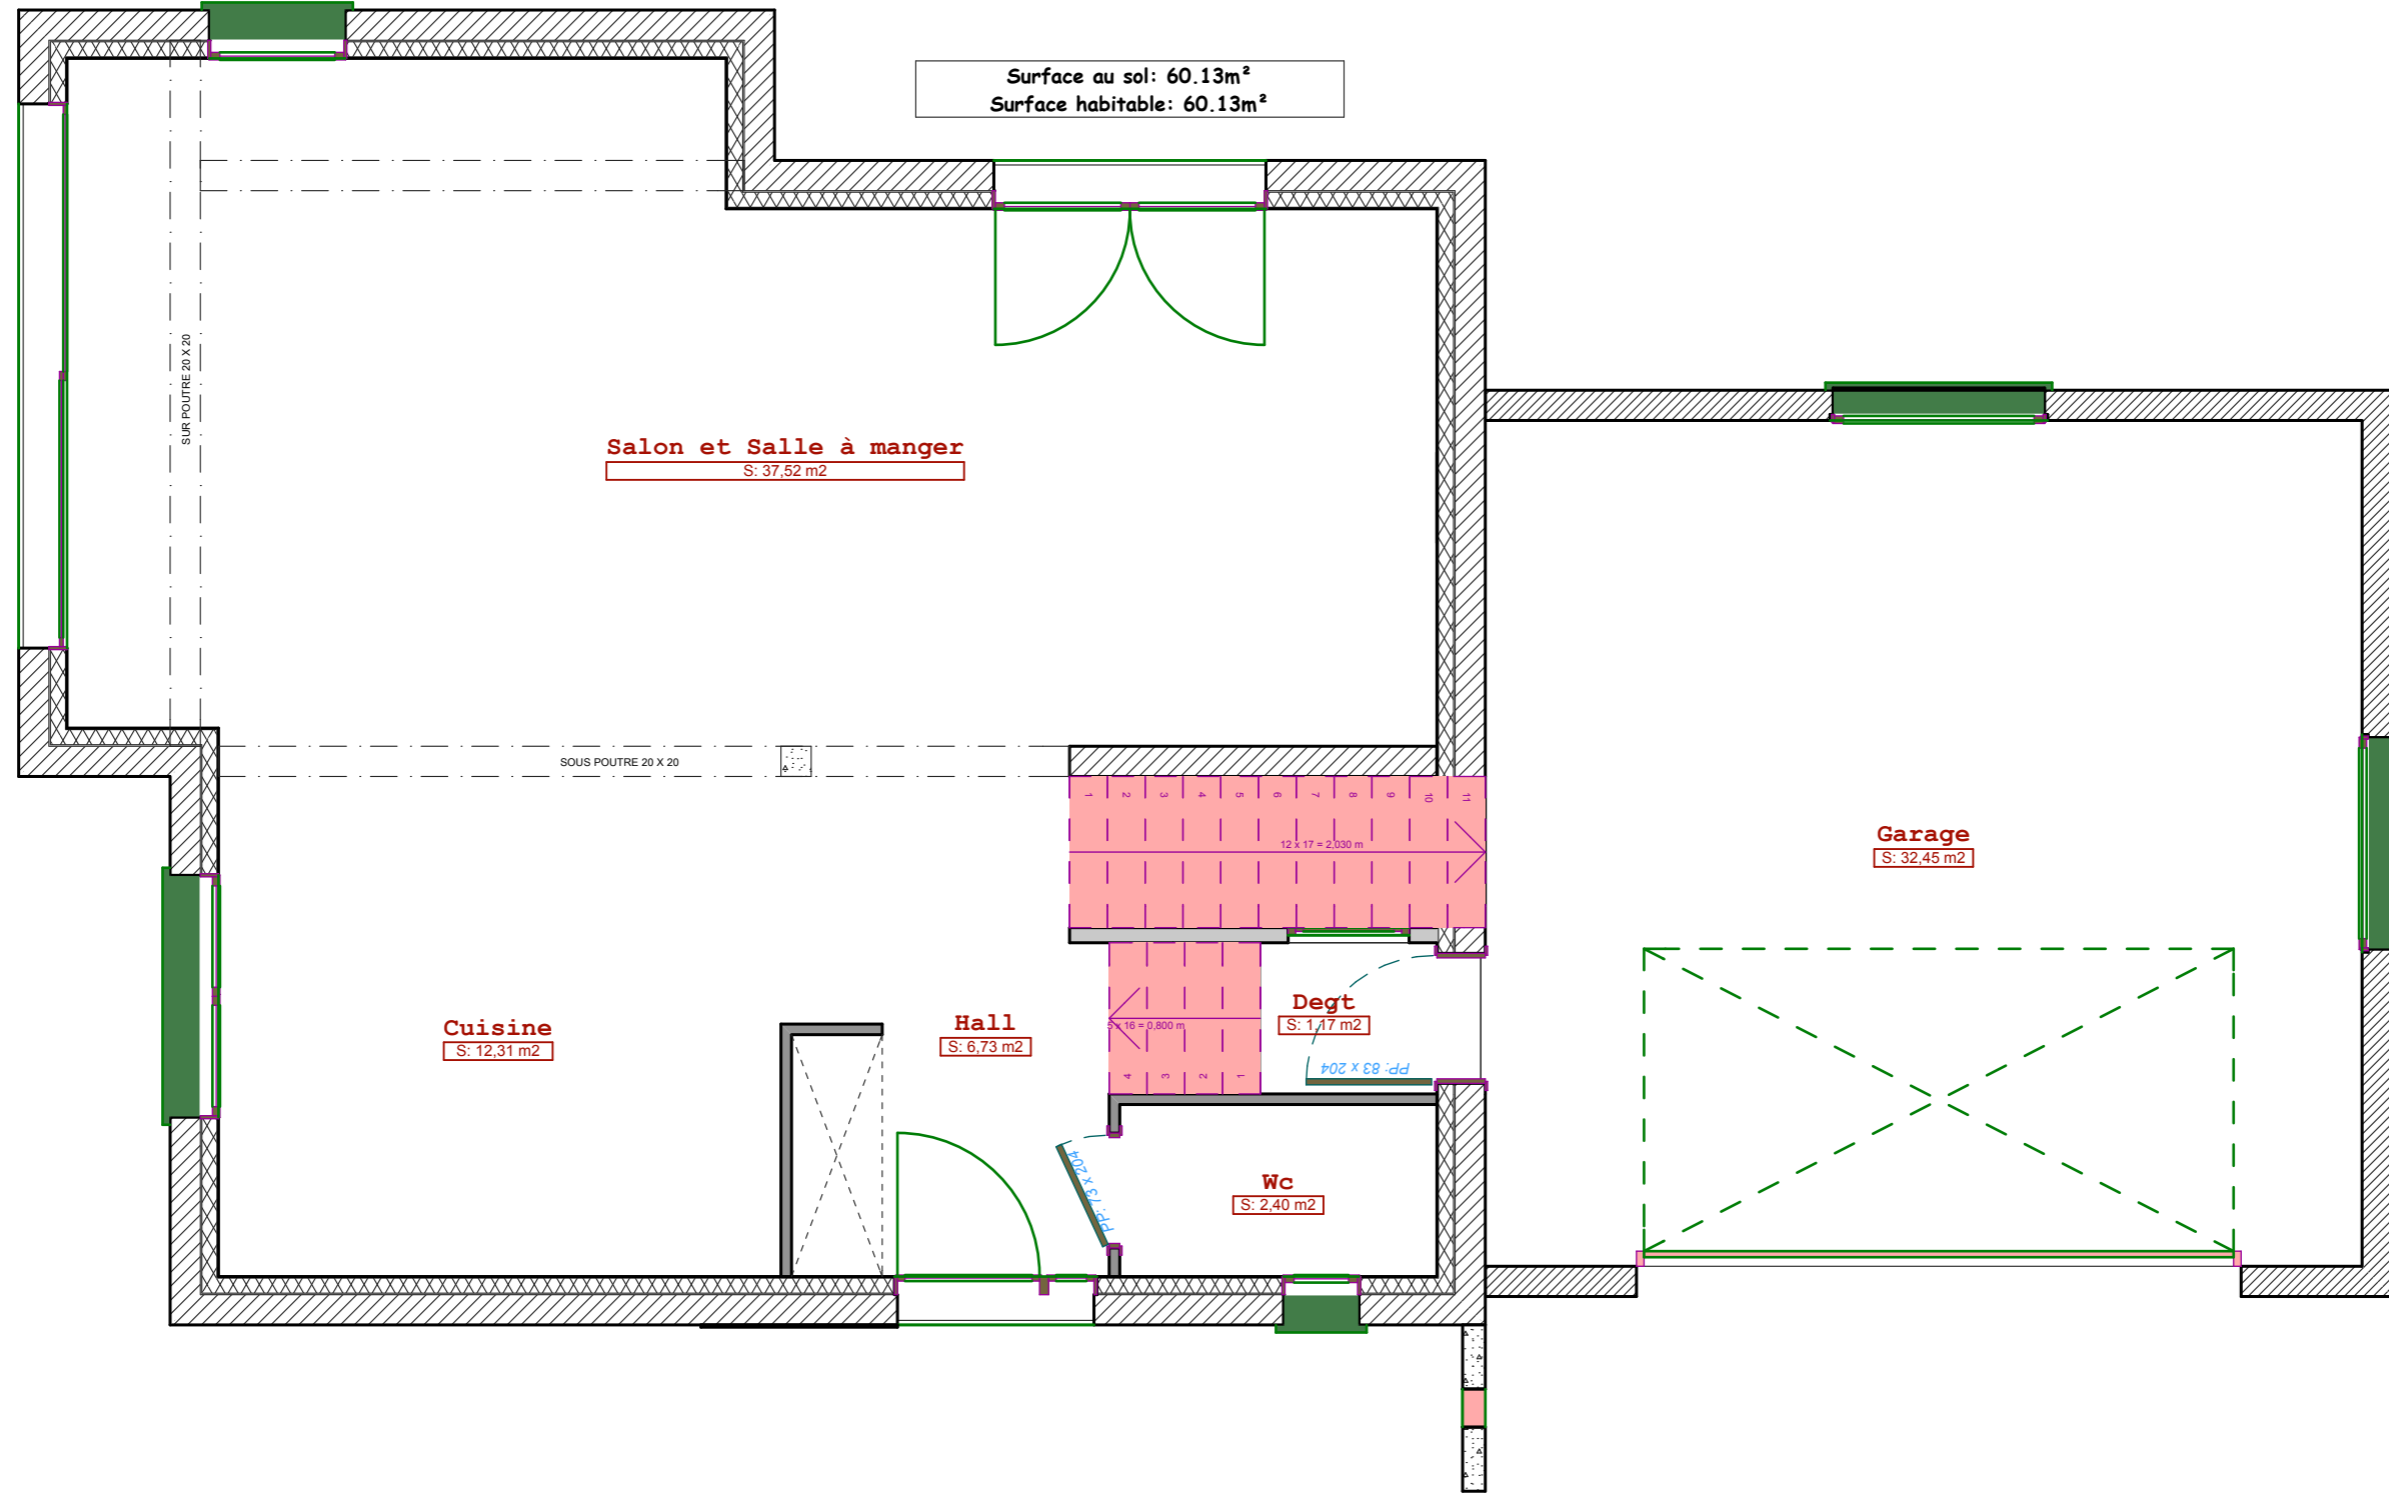 Surface au sol: 60.13m²
Surface habitable: 60.13m²
SUR POUTRE 20 X 20
Salon et Salle à manger
S: 37,52 m2
SOUS POUTRE 20 X 20
1 2 3 4 5 6 7 8 9 10 11
12 x 17 = 2,030 m
Garage
S: 32,45 m2
Cuisine
S: 12,31 m2
Hall
S: 6,73 m2
5 x 16 = 0,800 m
4 3 2 1
Degt
S: 1,17 m2
PP: 83 x 204
PP: 73 x 204
Wc
S: 2,40 m2